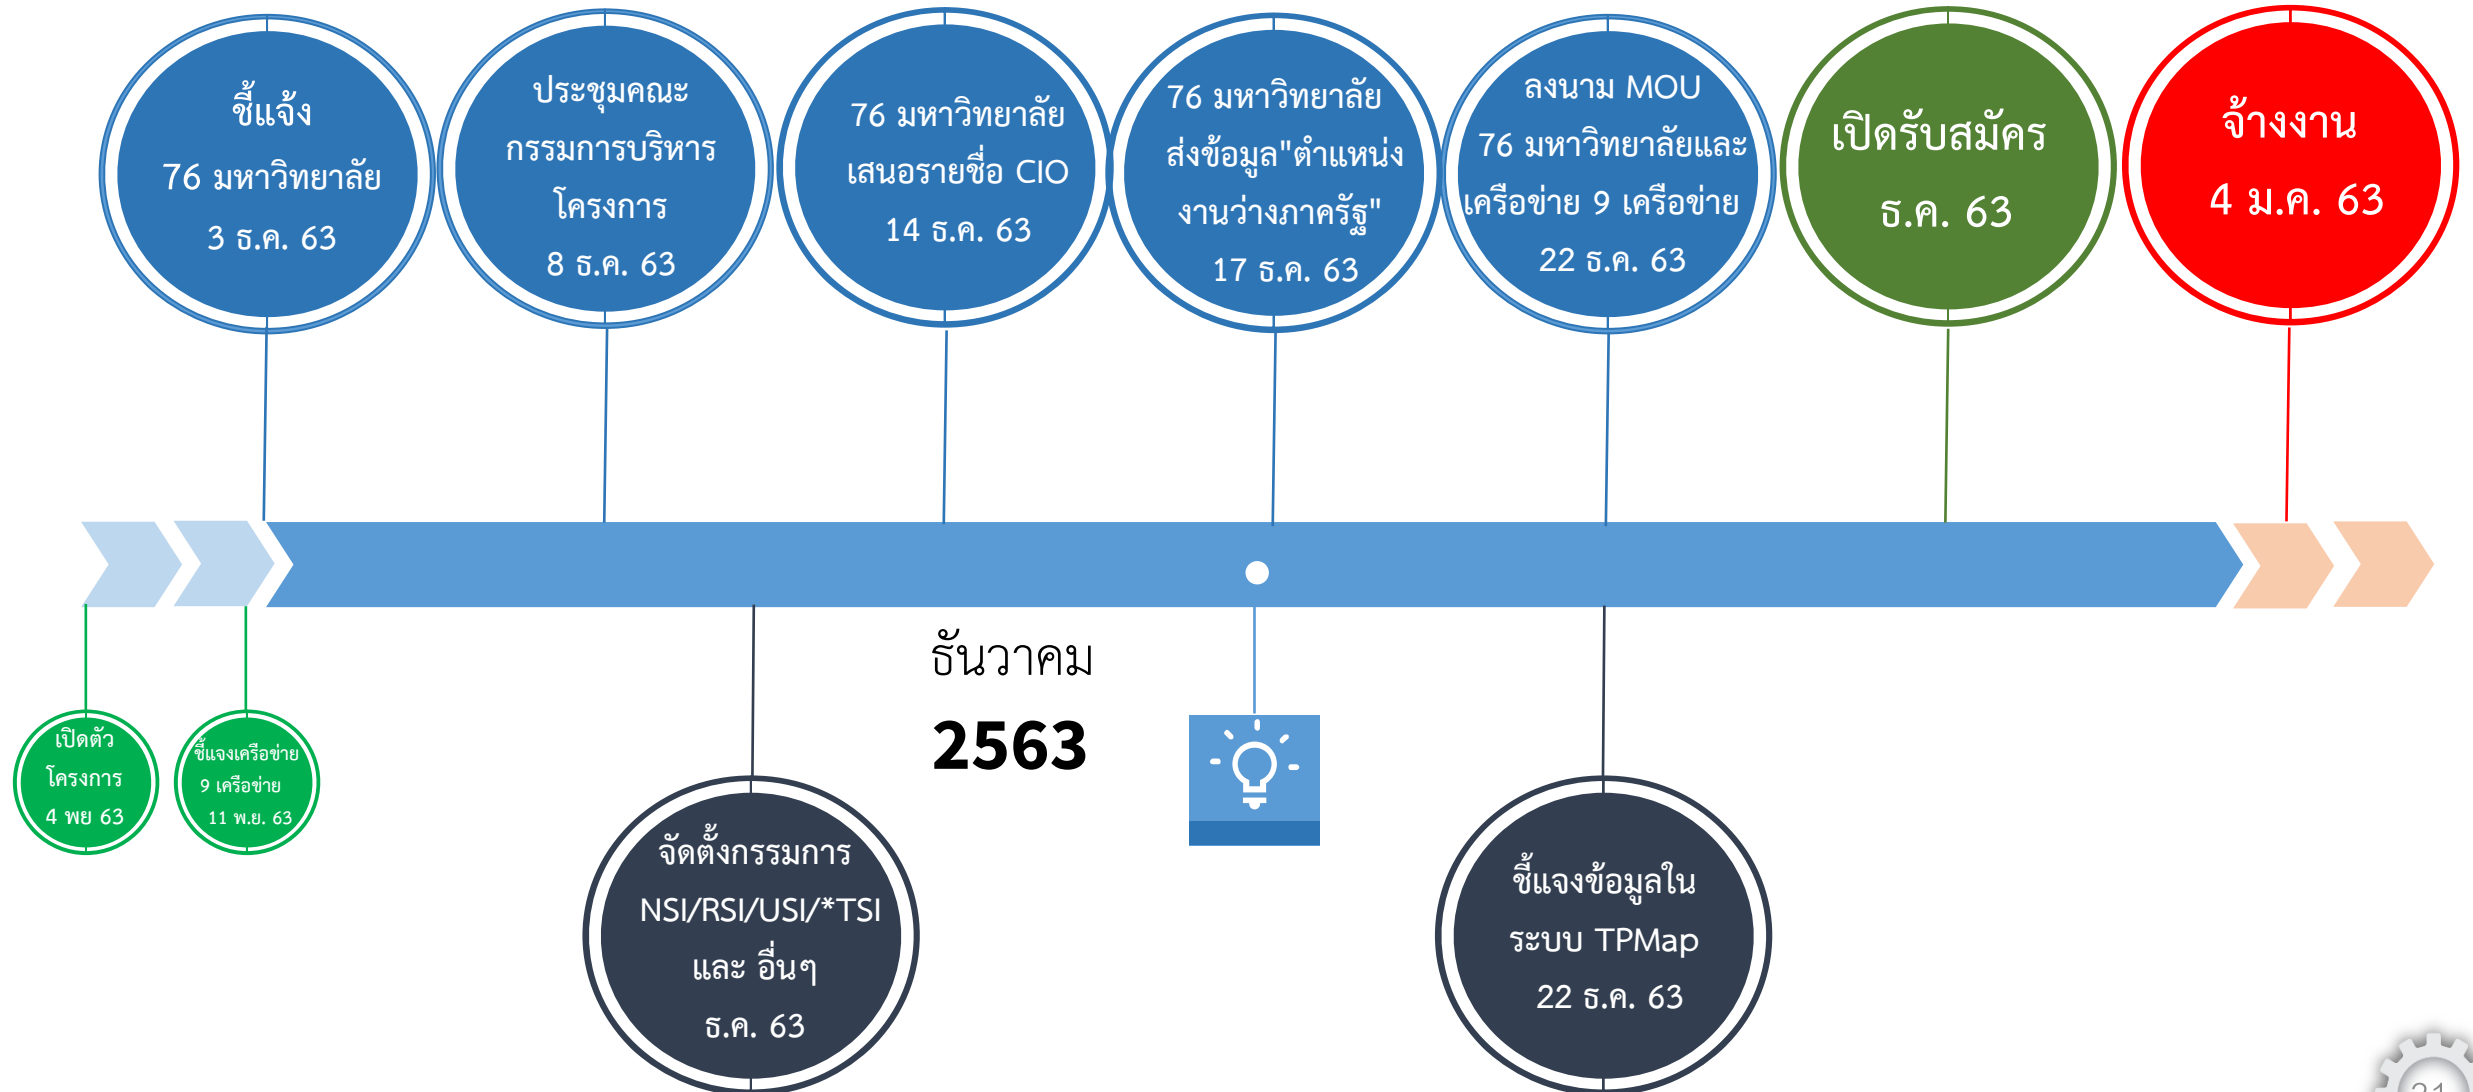 ชี้แจ้ง
76 มหาวิทยาลัย
3 ธ.ค. 63
ประชุมคณะ
กรรมการบริหาร
โครงการ
8 ธ.ค. 63
76 มหาวิทยาลัย
เสนอรายชื่อ CIO
14 ธ.ค. 63
76 มหาวิทยาลัย
ส่งข้อมูล"ตำแหน่ง
งานว่างภาครัฐ"
17 ธ.ค. 63
ลงนาม MOU
76 มหาวิทยาลัยและ
เครือข่าย 9 เครือข่าย
22 ธ.ค. 63
เปิดรับสมัคร
ธ.ค. 63
จ้างงาน
4 ม.ค. 63
เปิดตัว
โครงการ
4 พย 63
ชี้แจงเครือข่าย
9 เครือข่าย
11 พ.ย. 63
ธันวาคม
2563
จัดตั้งกรรมการ
NSI/RSI/USI/*TSI
และ อื่นๆ
ธ.ค. 63
ชี้แจงข้อมูลใน
ระบบ TPMap
22 ธ.ค. 63